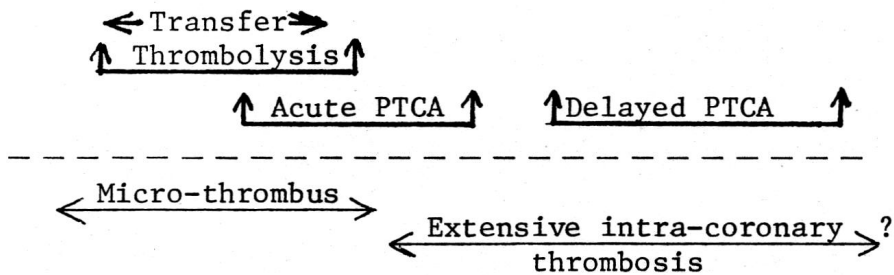 Transfer
Thrombolysis
Acute PTCA Delayed PTCA
Micro-thrombus
Extensive intra-coronary ?
thrombosis